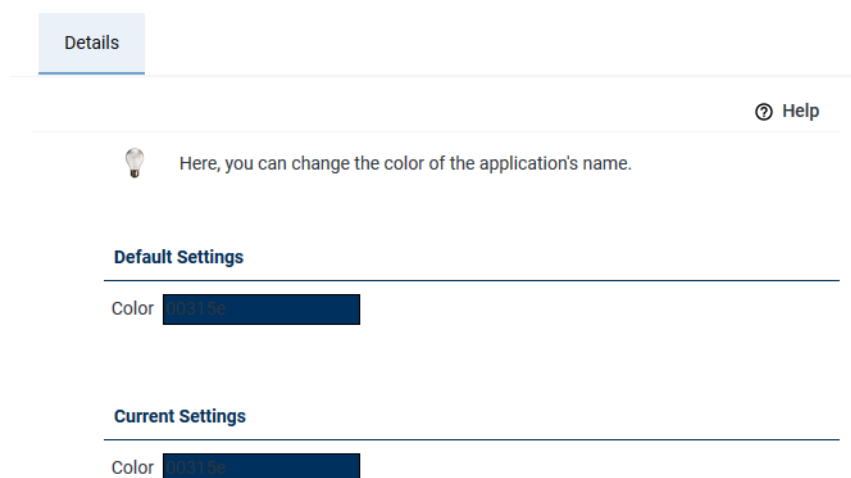 Details
Help
Here, you can change the color of the application's name.
Default Settings
Color 00315e
Current Settings
Color 00315e